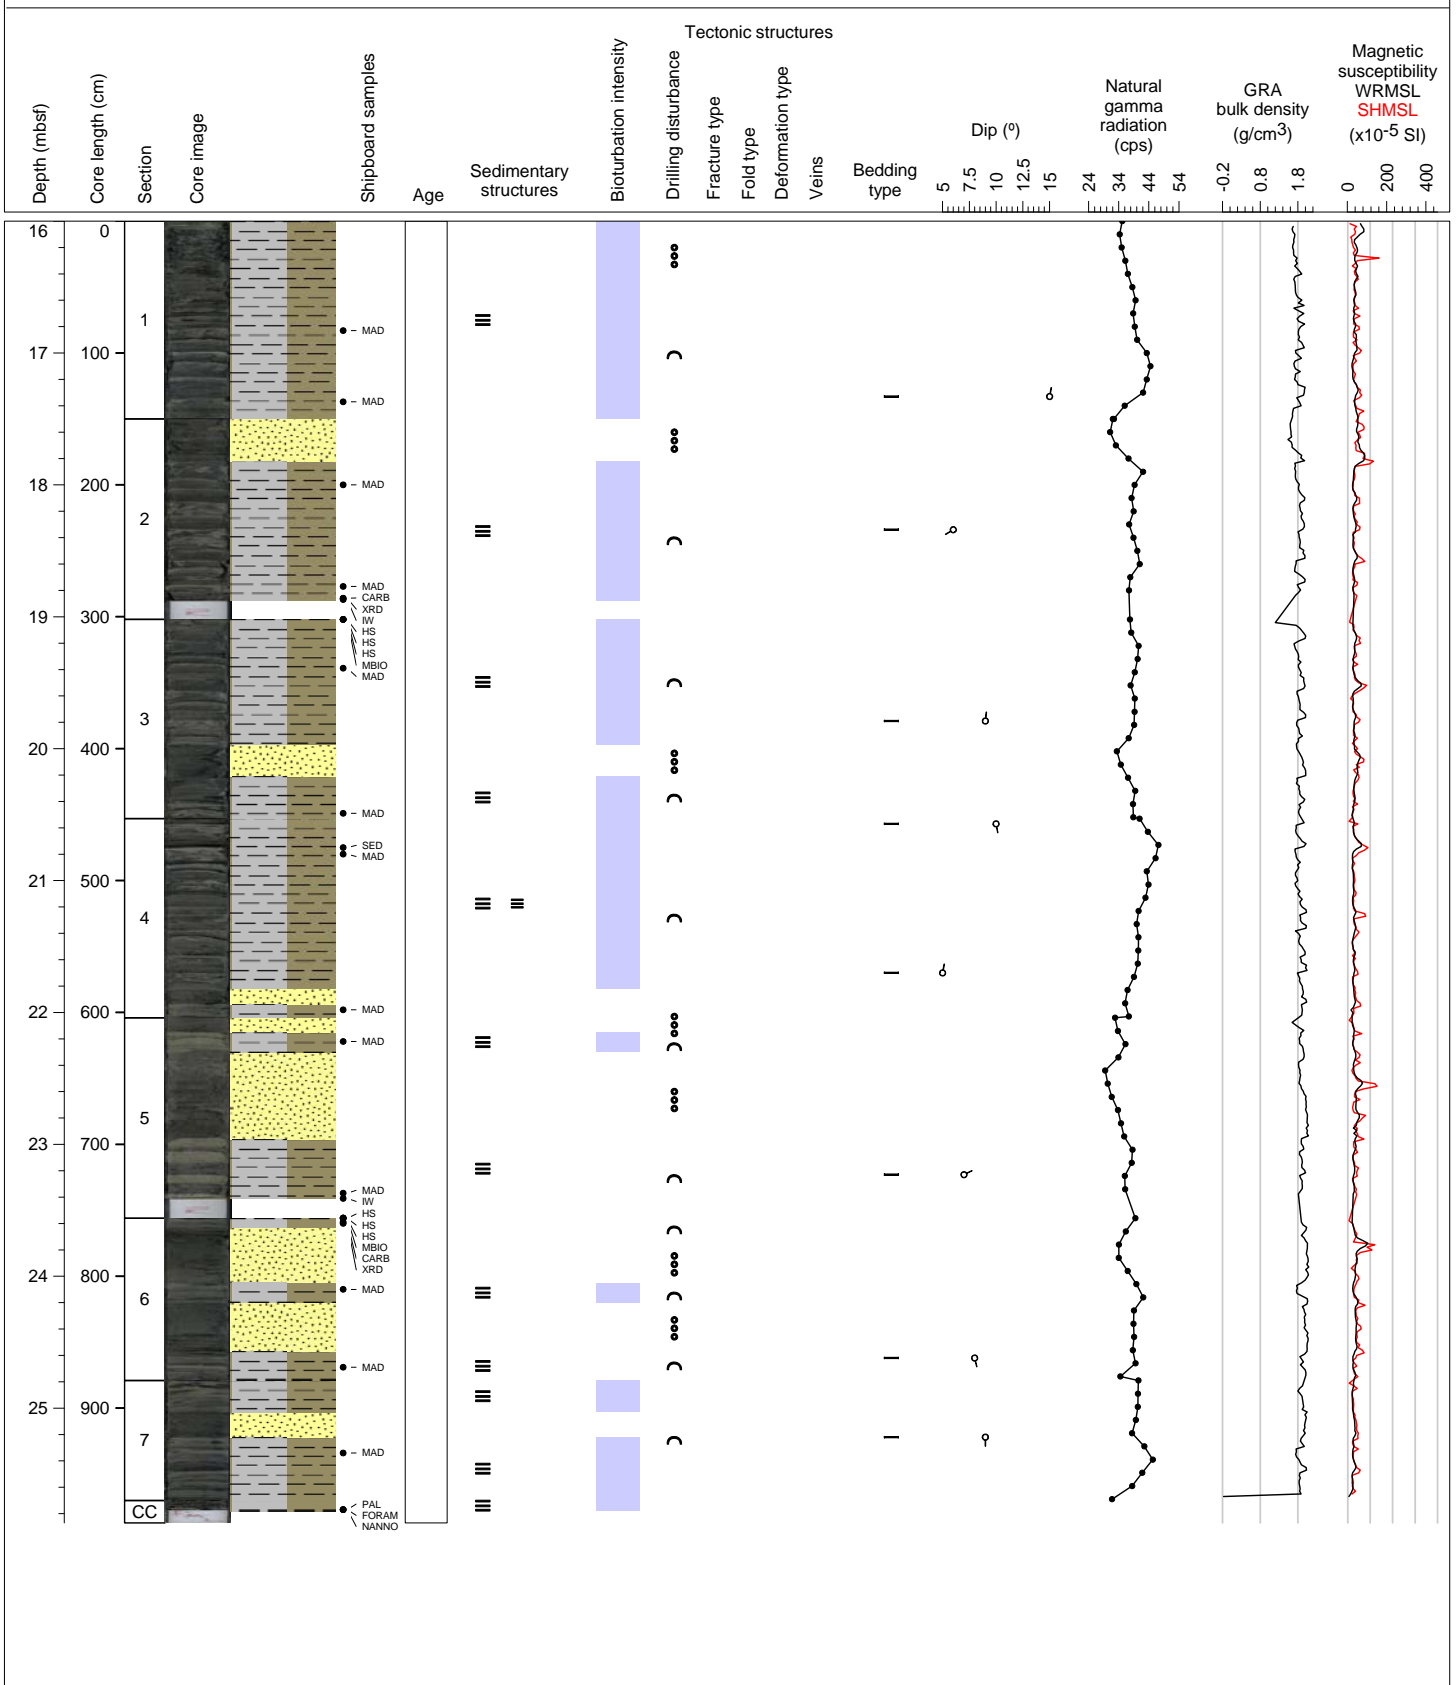 Tectonic structures
Depth (mbsf)
Core length (cm)
Section
Core image
Shipboard samples
Age
Sedimentary
structures
Bioturbation intensity
Drilling disturbance
Fracture type
Fold type
Deformation type
Veins
Bedding
type
Dip (º)
5 7.5 10 12.5 15
Natural
gamma
radiation
(cps)
24 34 44 54
GRA
bulk density
(g/cm3)
-0.2 0.8 1.8
Magnetic
susceptibility
WRMSL
SHMSL
(x10-5 SI)
0 200 400
16 0
1
MAD
17 100
MAD
18 200 MAD
2
MAD
CARB
XRD
19 300 IW
HS
HS
HS
MBIO
MAD
3
20 400
MAD
SED
MAD
21 500
4
22 600 MAD
MAD
5
23 700
MAD
IW
HS
HS
HS
MBIO
CARB
XRD
24 800
MAD
6
MAD
25 900
7
MAD
PAL
CC FORAM
NANNO